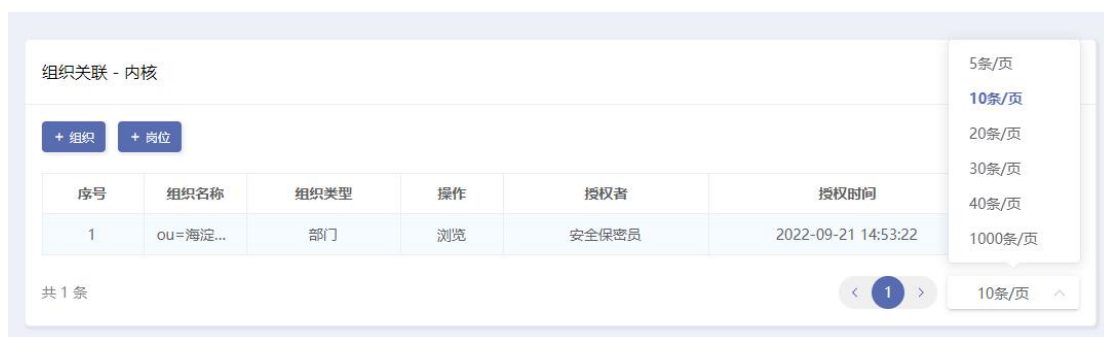 组织关联 - 内核
+ 组织 + 岗位
序号 组织名称 组织类型 操作 授权者 授权时间
1 ou=海淀... 部门 浏览 安全保密员 2022-09-21 14:53:22
共 1 条 < 1 > 10条/页
5条/页
10条/页
20条/页
30条/页
40条/页
1000条/页